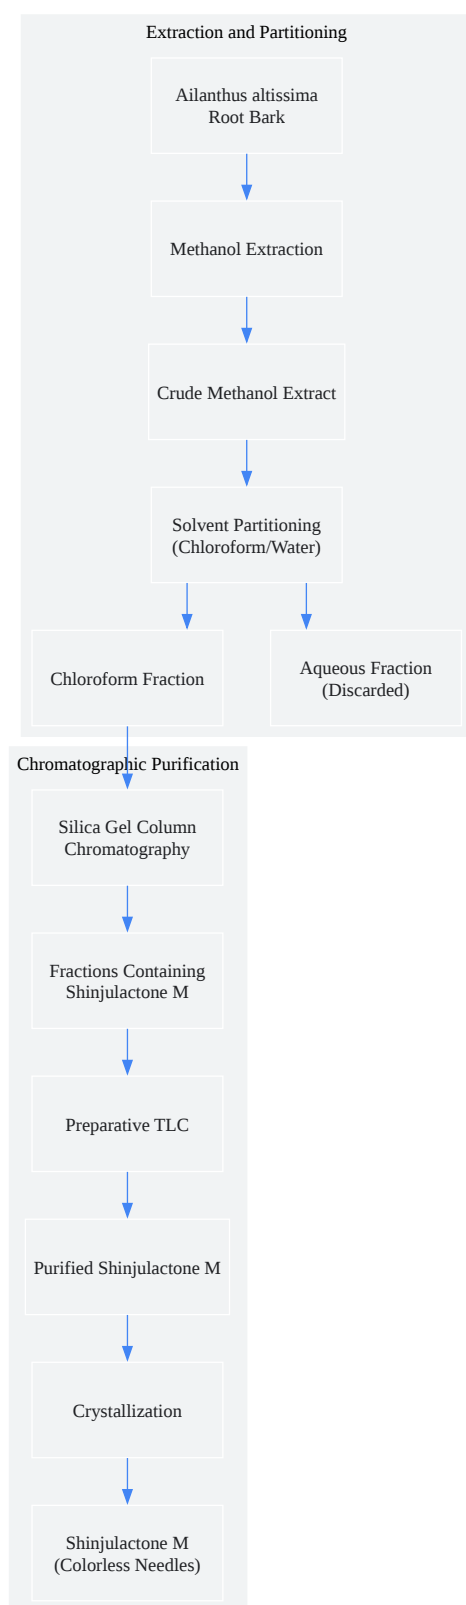 Extraction and Partitioning
Ailanthus altissima
Root Bark
Methanol Extraction
Crude Methanol Extract
Solvent Partitioning
(Chloroform/Water)
Chloroform Fraction
Aqueous Fraction
(Discarded)
Chromatographic Purification
Silica Gel Column
Chromatography
Fractions Containing
Shinjulactone M
Preparative TLC
Purified Shinjulactone M
Crystallization
Shinjulactone M
(Colorless Needles)